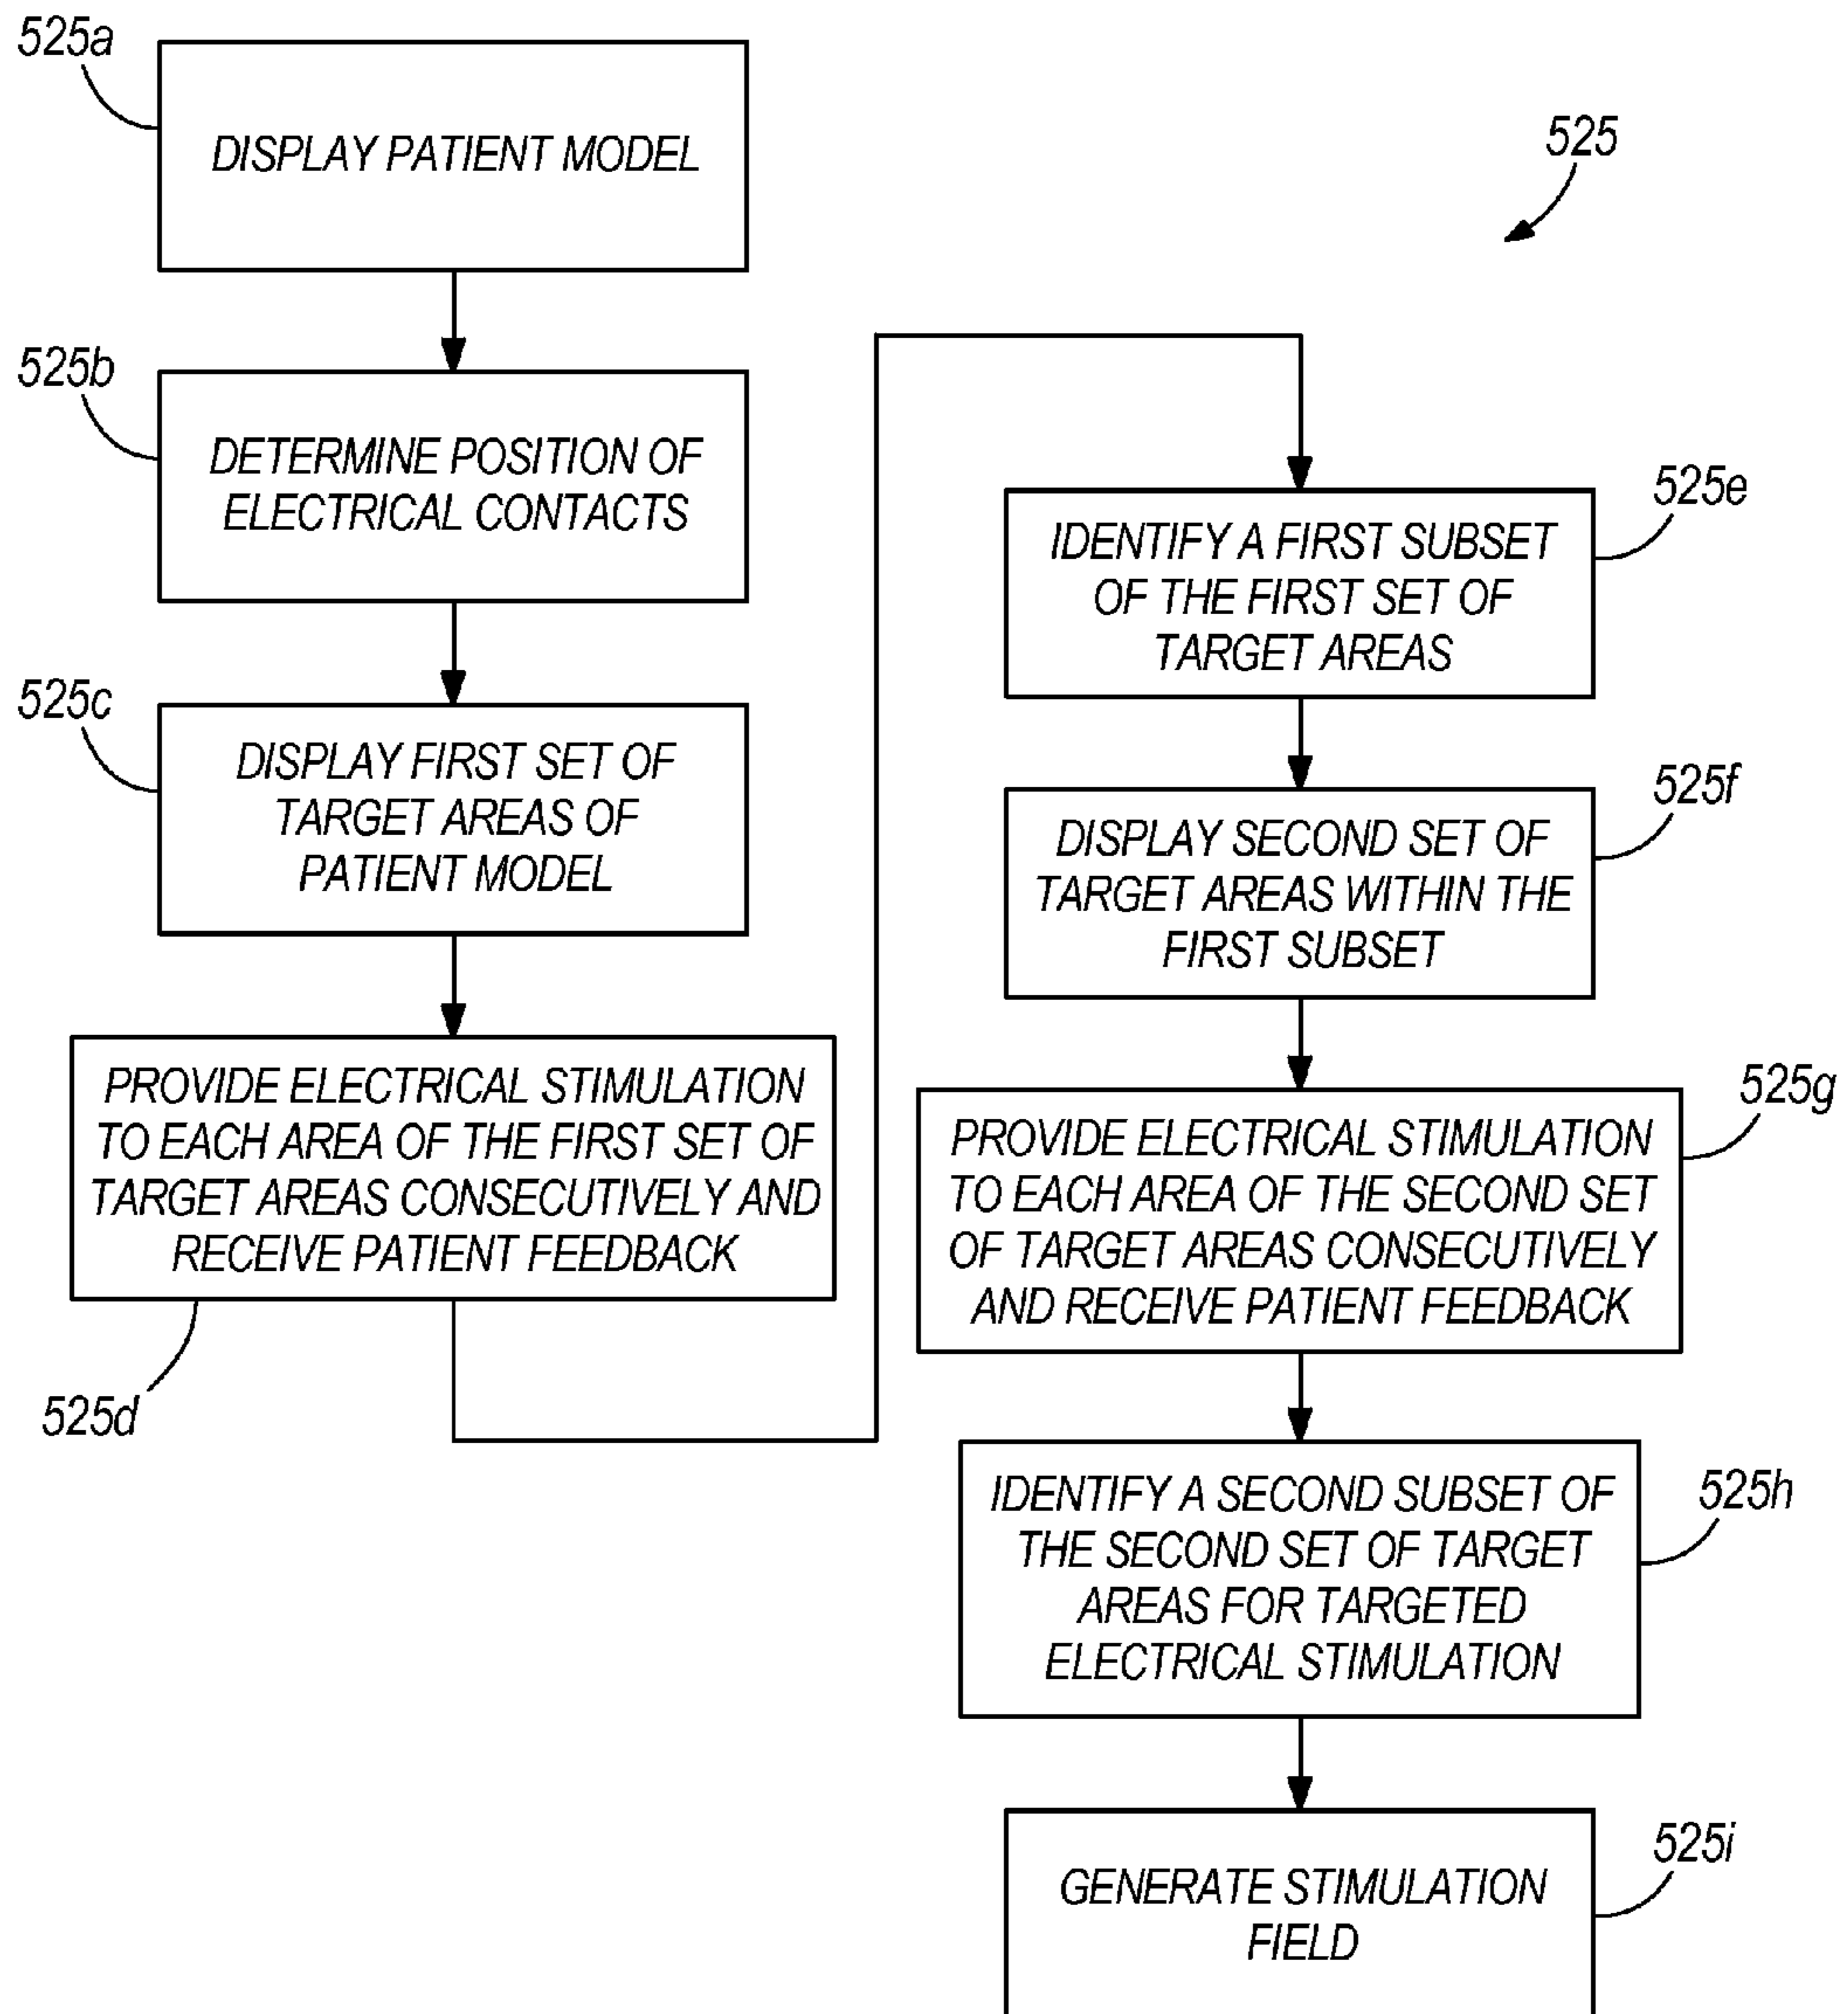 525a
DISPLAY PATIENT MODEL
525b
DETERMINE POSITION OF
ELECTRICAL CONTACTS
525c
DISPLAY FIRST SET OF
TARGET AREAS OF
PATIENT MODEL
PROVIDE ELECTRICAL STIMULATION
TO EACH AREA OF THE FIRST SET OF
TARGET AREAS CONSECUTIVELY AND
RECEIVE PATIENT FEEDBACK
525d
525
525e
IDENTIFY A FIRST SUBSET
OF THE FIRST SET OF
TARGET AREAS
525f
DISPLAY SECOND SET OF
TARGET AREAS WITHIN THE
FIRST SUBSET
525g
PROVIDE ELECTRICAL STIMULATION
TO EACH AREA OF THE SECOND SET
OF TARGET AREAS CONSECUTIVELY
AND RECEIVE PATIENT FEEDBACK
525h
IDENTIFY A SECOND SUBSET OF
THE SECOND SET OF TARGET
AREAS FOR TARGETED
ELECTRICAL STIMULATION
525i
GENERATE STIMULATION
FIELD